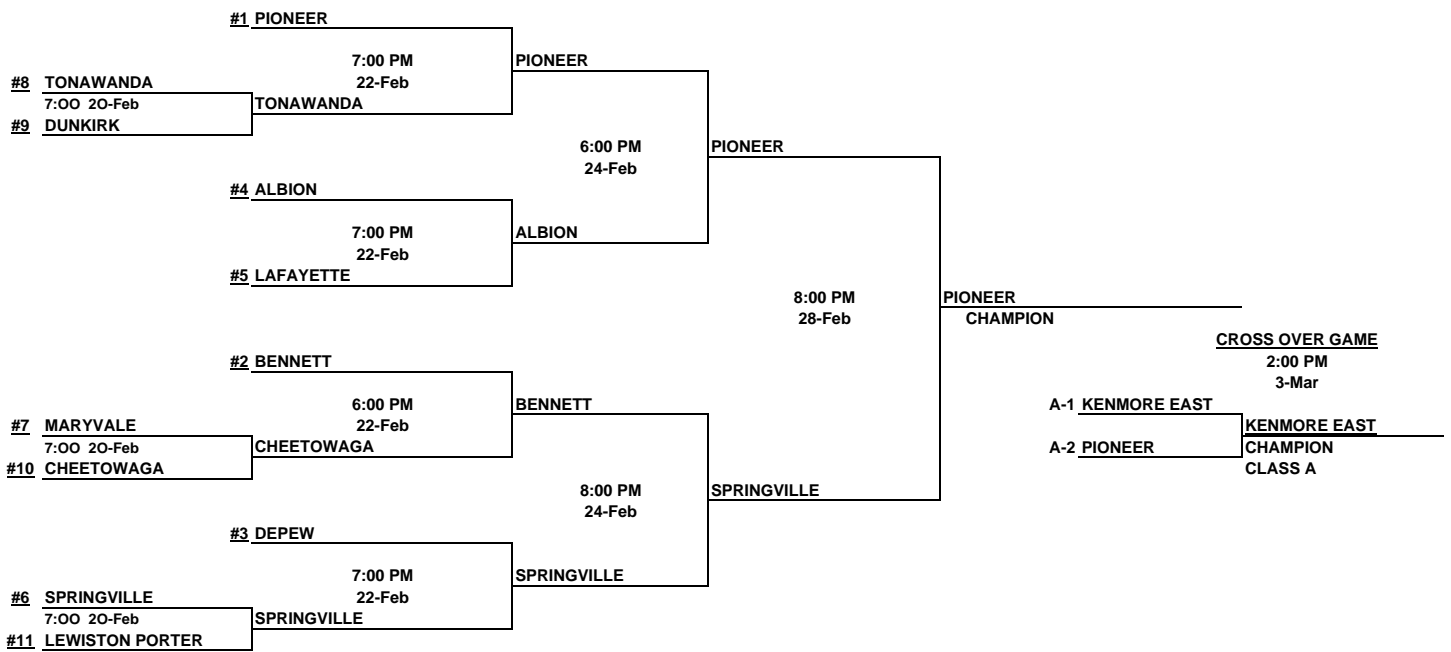 #1 PIONEER
7:00 PM
22-Feb
PIONEER
#8 TONAWANDA
7:OO 2O-Feb
TONAWANDA
#9 DUNKIRK
6:00 PM
24-Feb
PIONEER
#4 ALBION
7:00 PM
22-Feb
ALBION
#5 LAFAYETTE
8:00 PM
28-Feb
PIONEER
CHAMPION
CROSS OVER GAME
2:00 PM
3-Mar
#2 BENNETT
6:00 PM
22-Feb
BENNETT
#7 MARYVALE
7:OO 2O-Feb
CHEETOWAGA
#10 CHEETOWAGA
A-1 KENMORE EAST
KENMORE EAST
A-2 PIONEER
CHAMPION
CLASS A
8:00 PM
24-Feb
SPRINGVILLE
#3 DEPEW
7:00 PM
22-Feb
SPRINGVILLE
#6 SPRINGVILLE
7:OO 2O-Feb
SPRINGVILLE
#11 LEWISTON PORTER